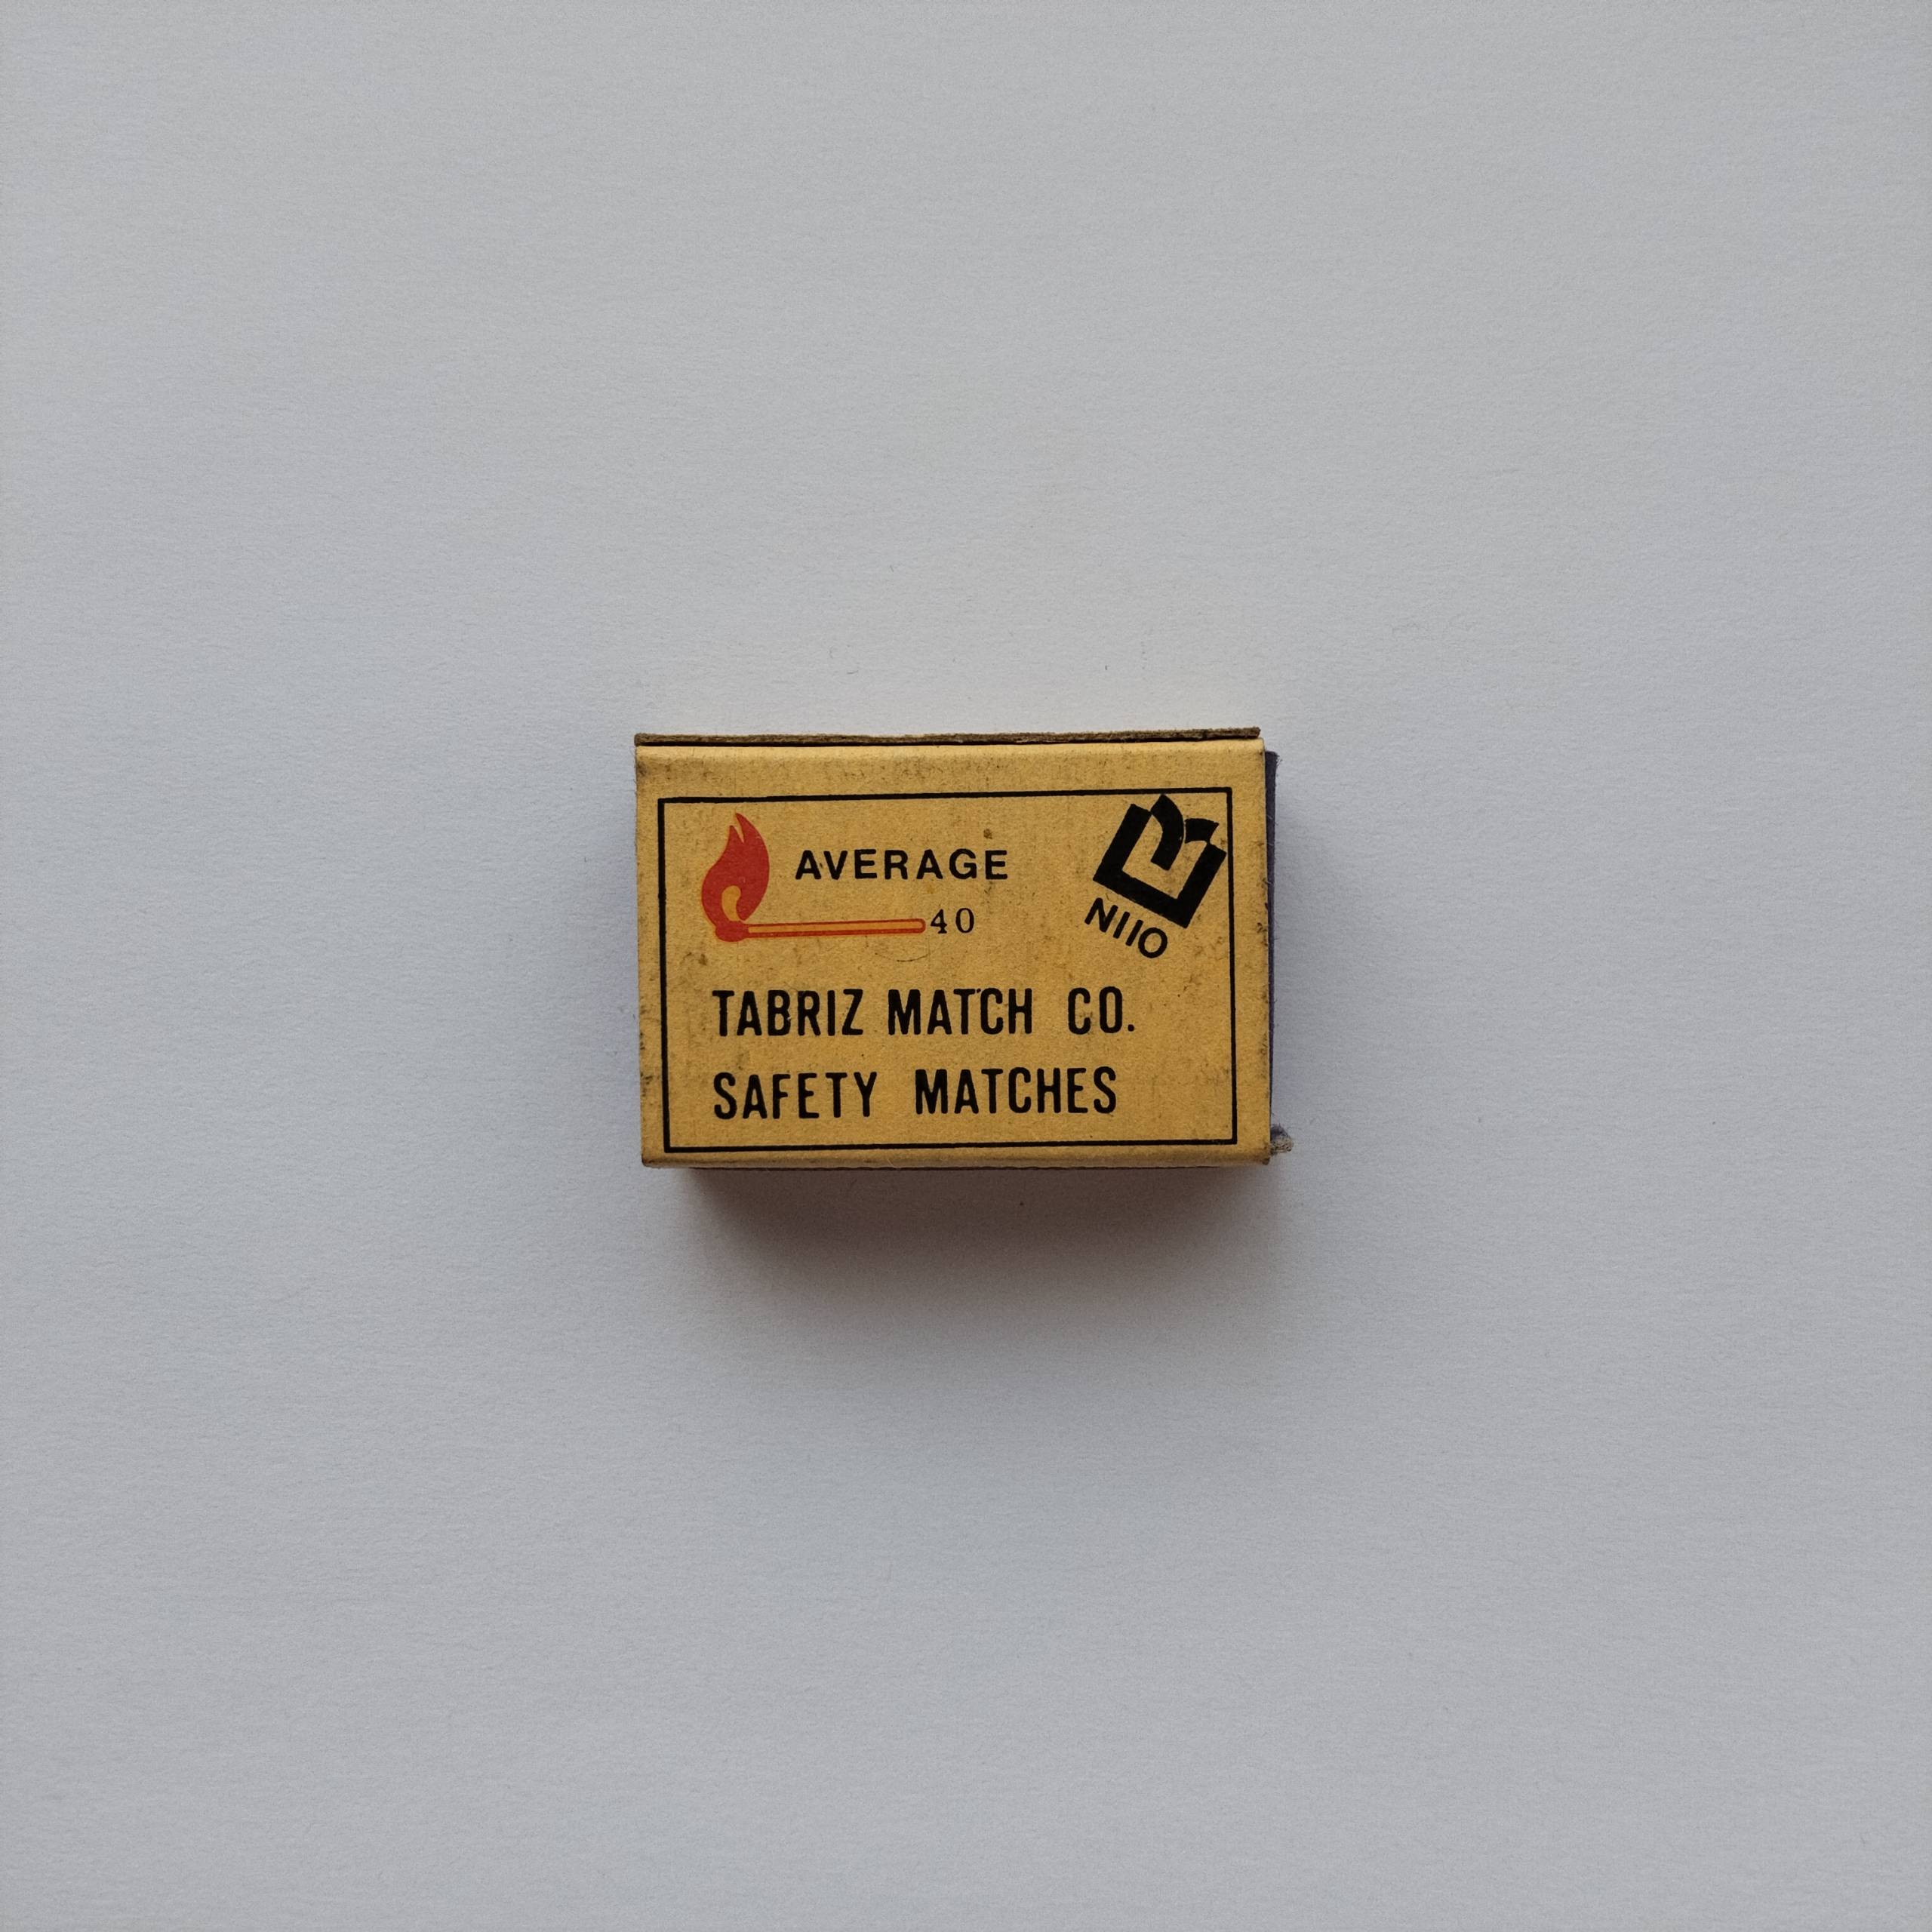 AVERAGE
40
NIIO
TABRIZ MATCH CO.
SAFETY MATCHES